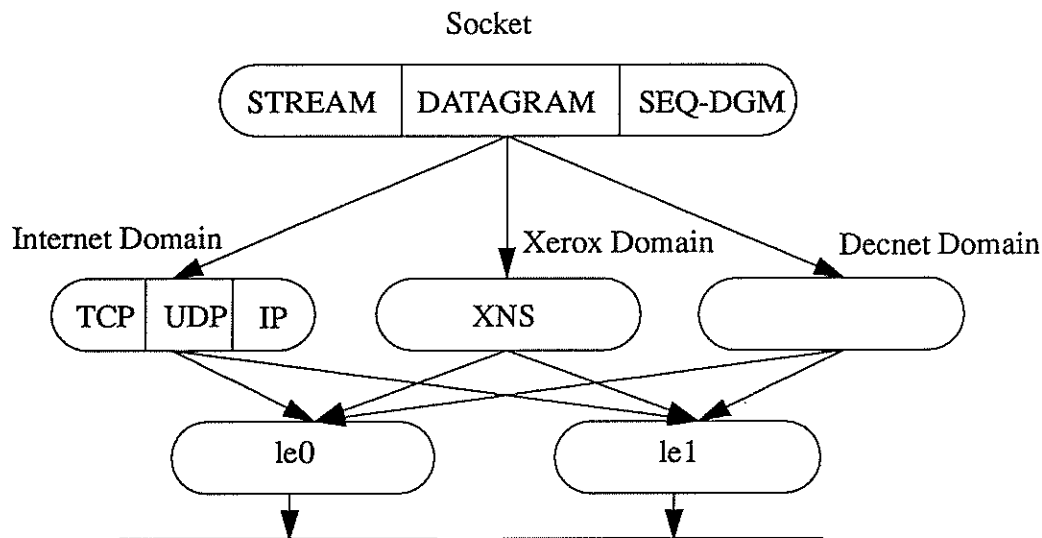 Socket
STREAM DATAGRAM SEQ-DGM
Internet Domain Xerox Domain Decnet Domain
TCP UDP IP XNS
le0 le1